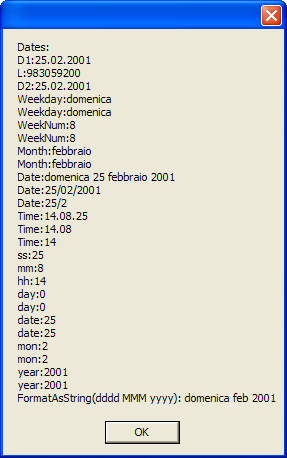 Dates:
D1:25.02.2001
L:983059200
D2:25.02.2001
Weekday:domenica
Weekday:domenica
WeekNum:8
WeekNum:8
Month:febbraio
Month:febbraio
Date:domenica 25 febbraio 2001
Date:25/02/2001
Date:25/2
Time:14.08.25
Time:14.08
Time:14
ss:25
mm:8
hh:14
day:0
day:0
date:25
date:25
mon:2
mon:2
year:2001
year:2001
FormatAsString(dddd MMM yyyy): domenica feb 2001
OK